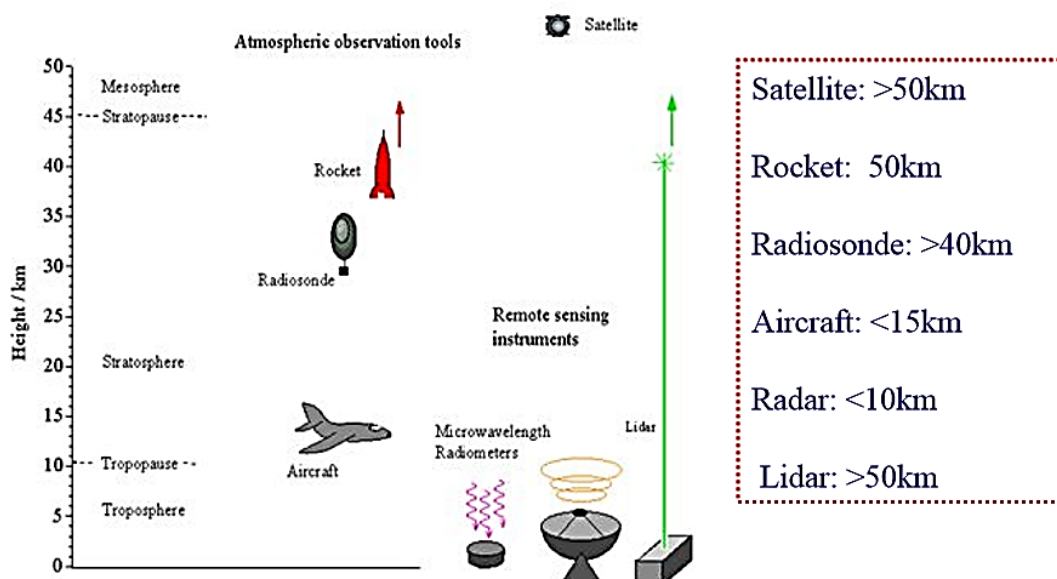 Satellite
Atmospheric observation tools
50
Mesosphere
45
Stratopause
40
Rocket
35
30
Radiosonde
Height / km
25
Remote sensing
instruments
20
Stratosphere
15
Microwavelength
Radiometers
Lidar
10
Tropopause
Aircraft
5
Troposphere
0
Satellite: >50km
Rocket: 50km
Radiosonde: >40km
Aircraft: <15km
Radar: <10km
Lidar: >50km